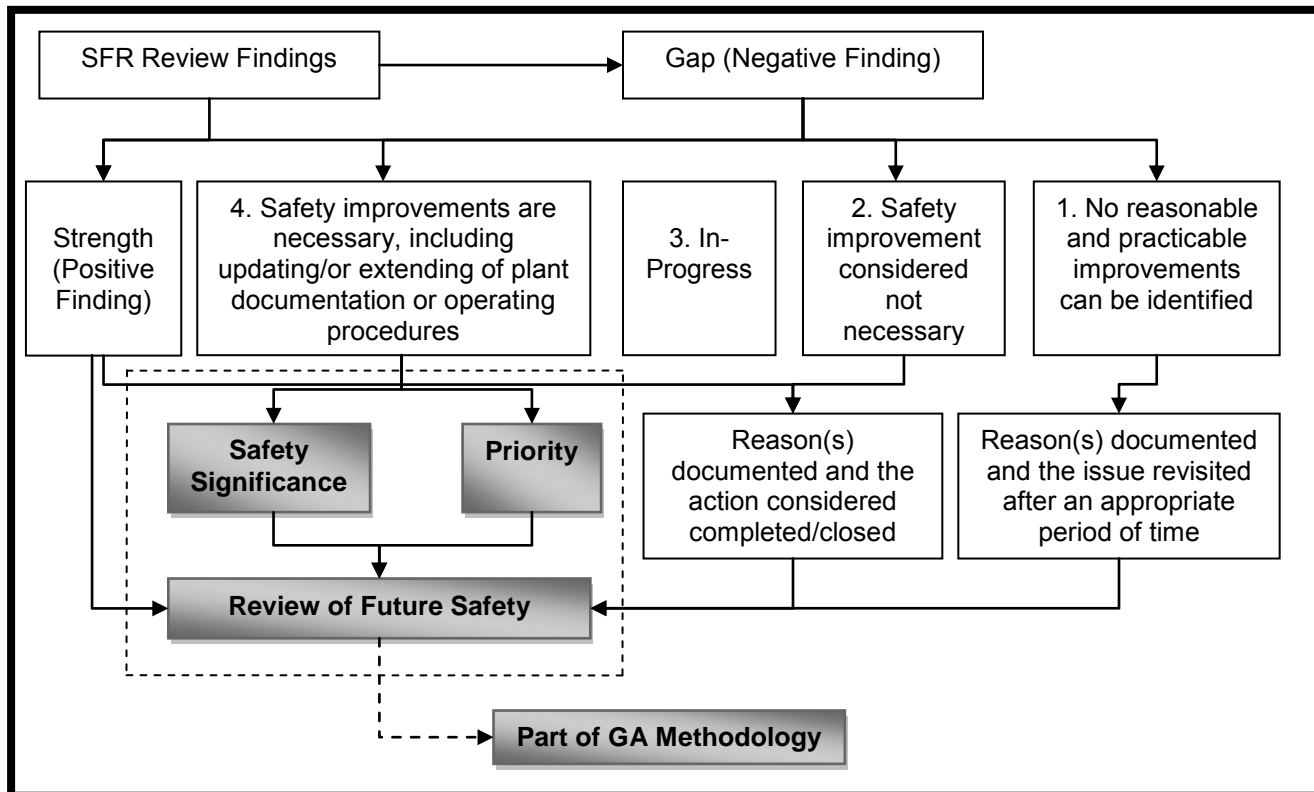 SFR Review Findings
Gap (Negative Finding)
Strength
(Positive
Finding)
4. Safety improvements are
necessary, including
updating/or extending of plant
documentation or operating
procedures
3. In-
Progress
2. Safety
improvement
considered
not
necessary
1. No reasonable
and practicable
improvements
can be identified
Safety
Significance
Priority
Reason(s)
documented and the
action considered
completed/closed
Reason(s) documented
and the issue revisited
after an appropriate
period of time
Review of Future Safety
Part of GA Methodology